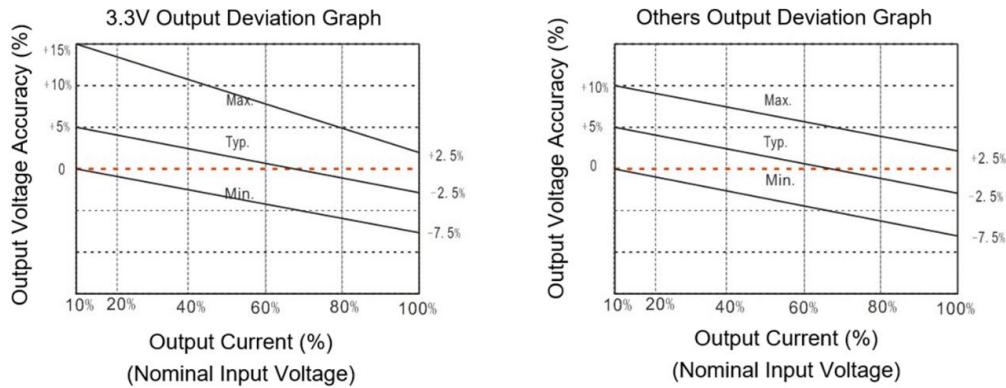 3.3V Output Deviation Graph
Output Voltage Accuracy (%)
+15%
+10%
+5%
0
Max.
Typ.
Min.
+2.5%
-2.5%
-7.5%
10% 20% 40% 60% 80% 100%
Output Current (%)
(Nominal Input Voltage)
Others Output Deviation Graph
Output Voltage Accuracy (%)
+10%
+5%
0
Max.
Typ.
Min.
+2.5%
-2.5%
-7.5%
10% 20% 40% 60% 80% 100%
Output Current (%)
(Nominal Input Voltage)